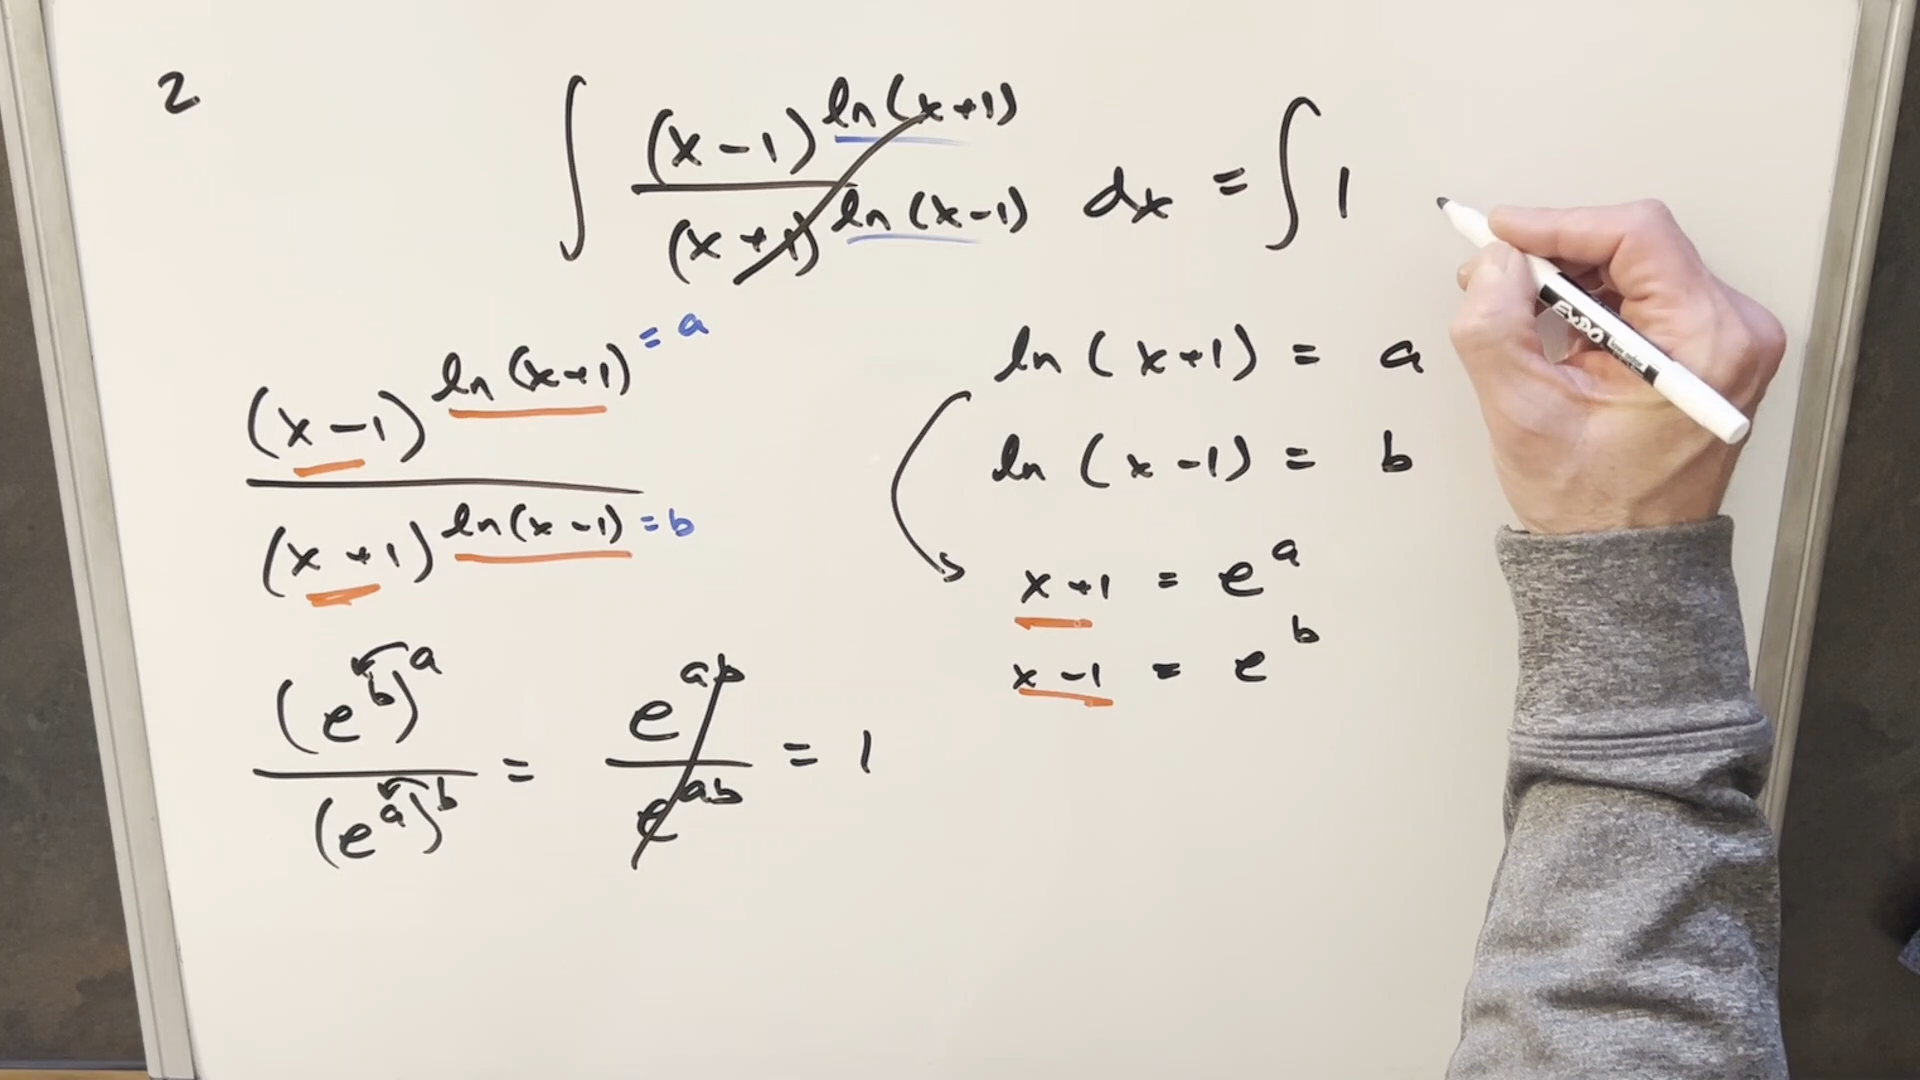 2
∫ (x-1)^ln(x+1) / (x+1)^ln(x-1) dx = ∫ 1
(x-1)^ln(x+1) = a
(x+1)^ln(x-1) = b
(e^b)^a / (e^a)^b = e^ab / e^ab = 1
ln(x+1) = a
ln(x-1) = b
x+1 = e^a
x-1 = e^b
EXPO